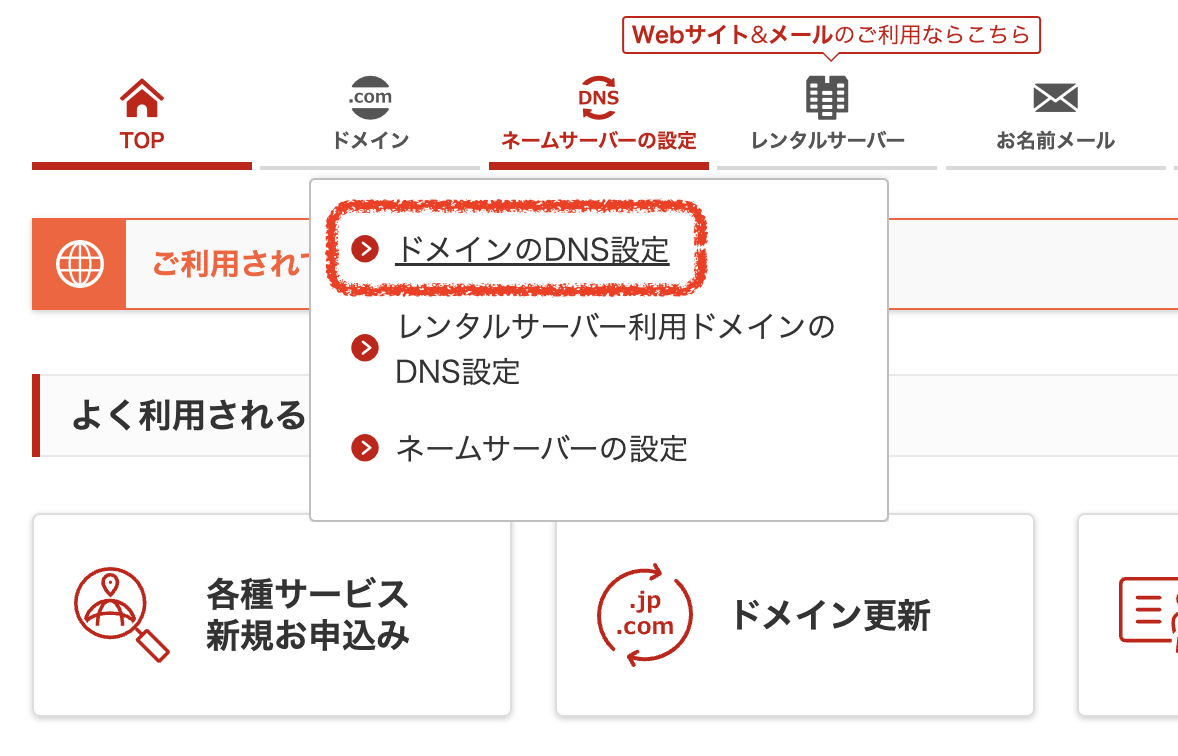 Webサイト&メールのご利用ならこちら
.com
DNS
TOP
ドメイン
ネームサーバーの設定
レンタルサーバー
お名前メール
ドメインのDNS設定
ご利用されて
レンタルサーバー利用ドメインの
DNS設定
よく利用される
ネームサーバーの設定
各種サービス
新規お申込み
.jp
.com
ドメイン更新